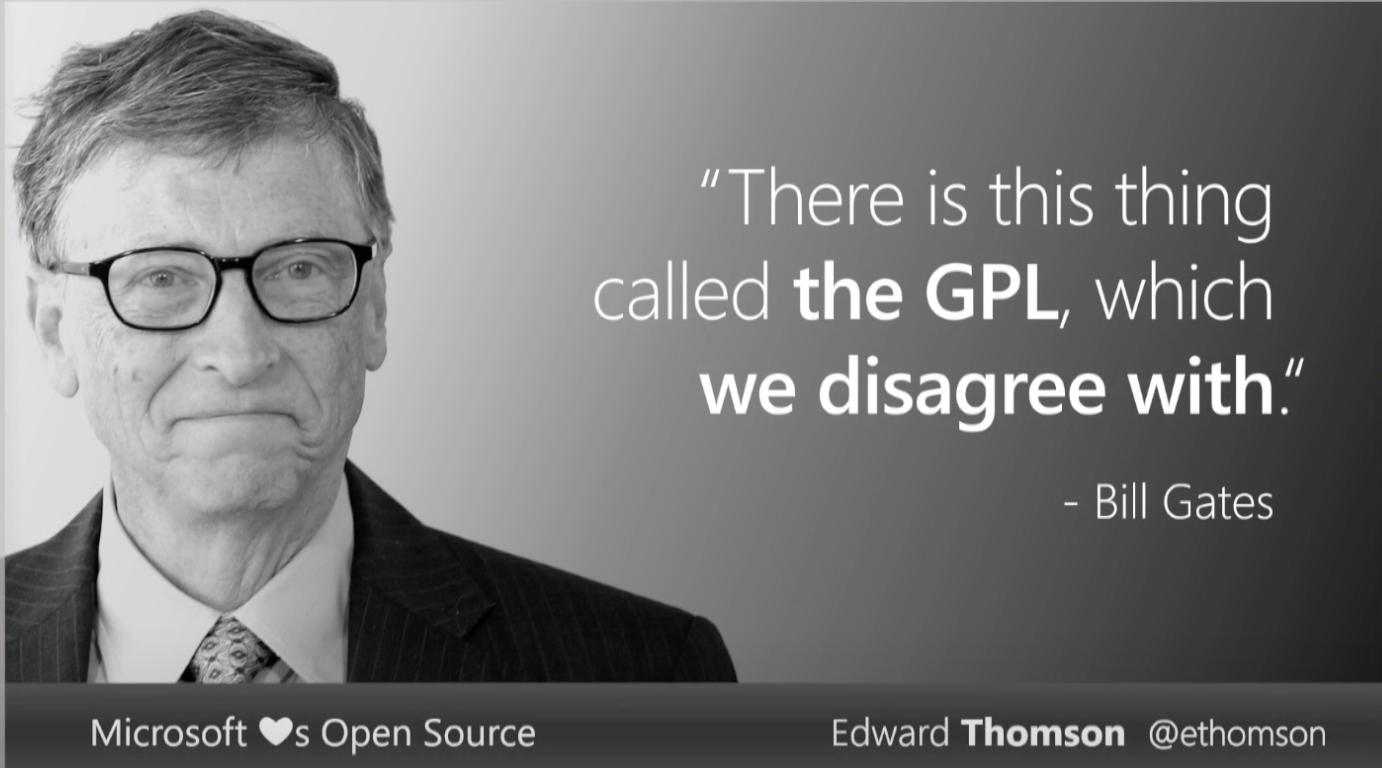 “There is this thing
called the GPL, which
we disagree with.“
- Bill Gates
Microsoft ♥s Open Source
Edward Thomson @ethomson